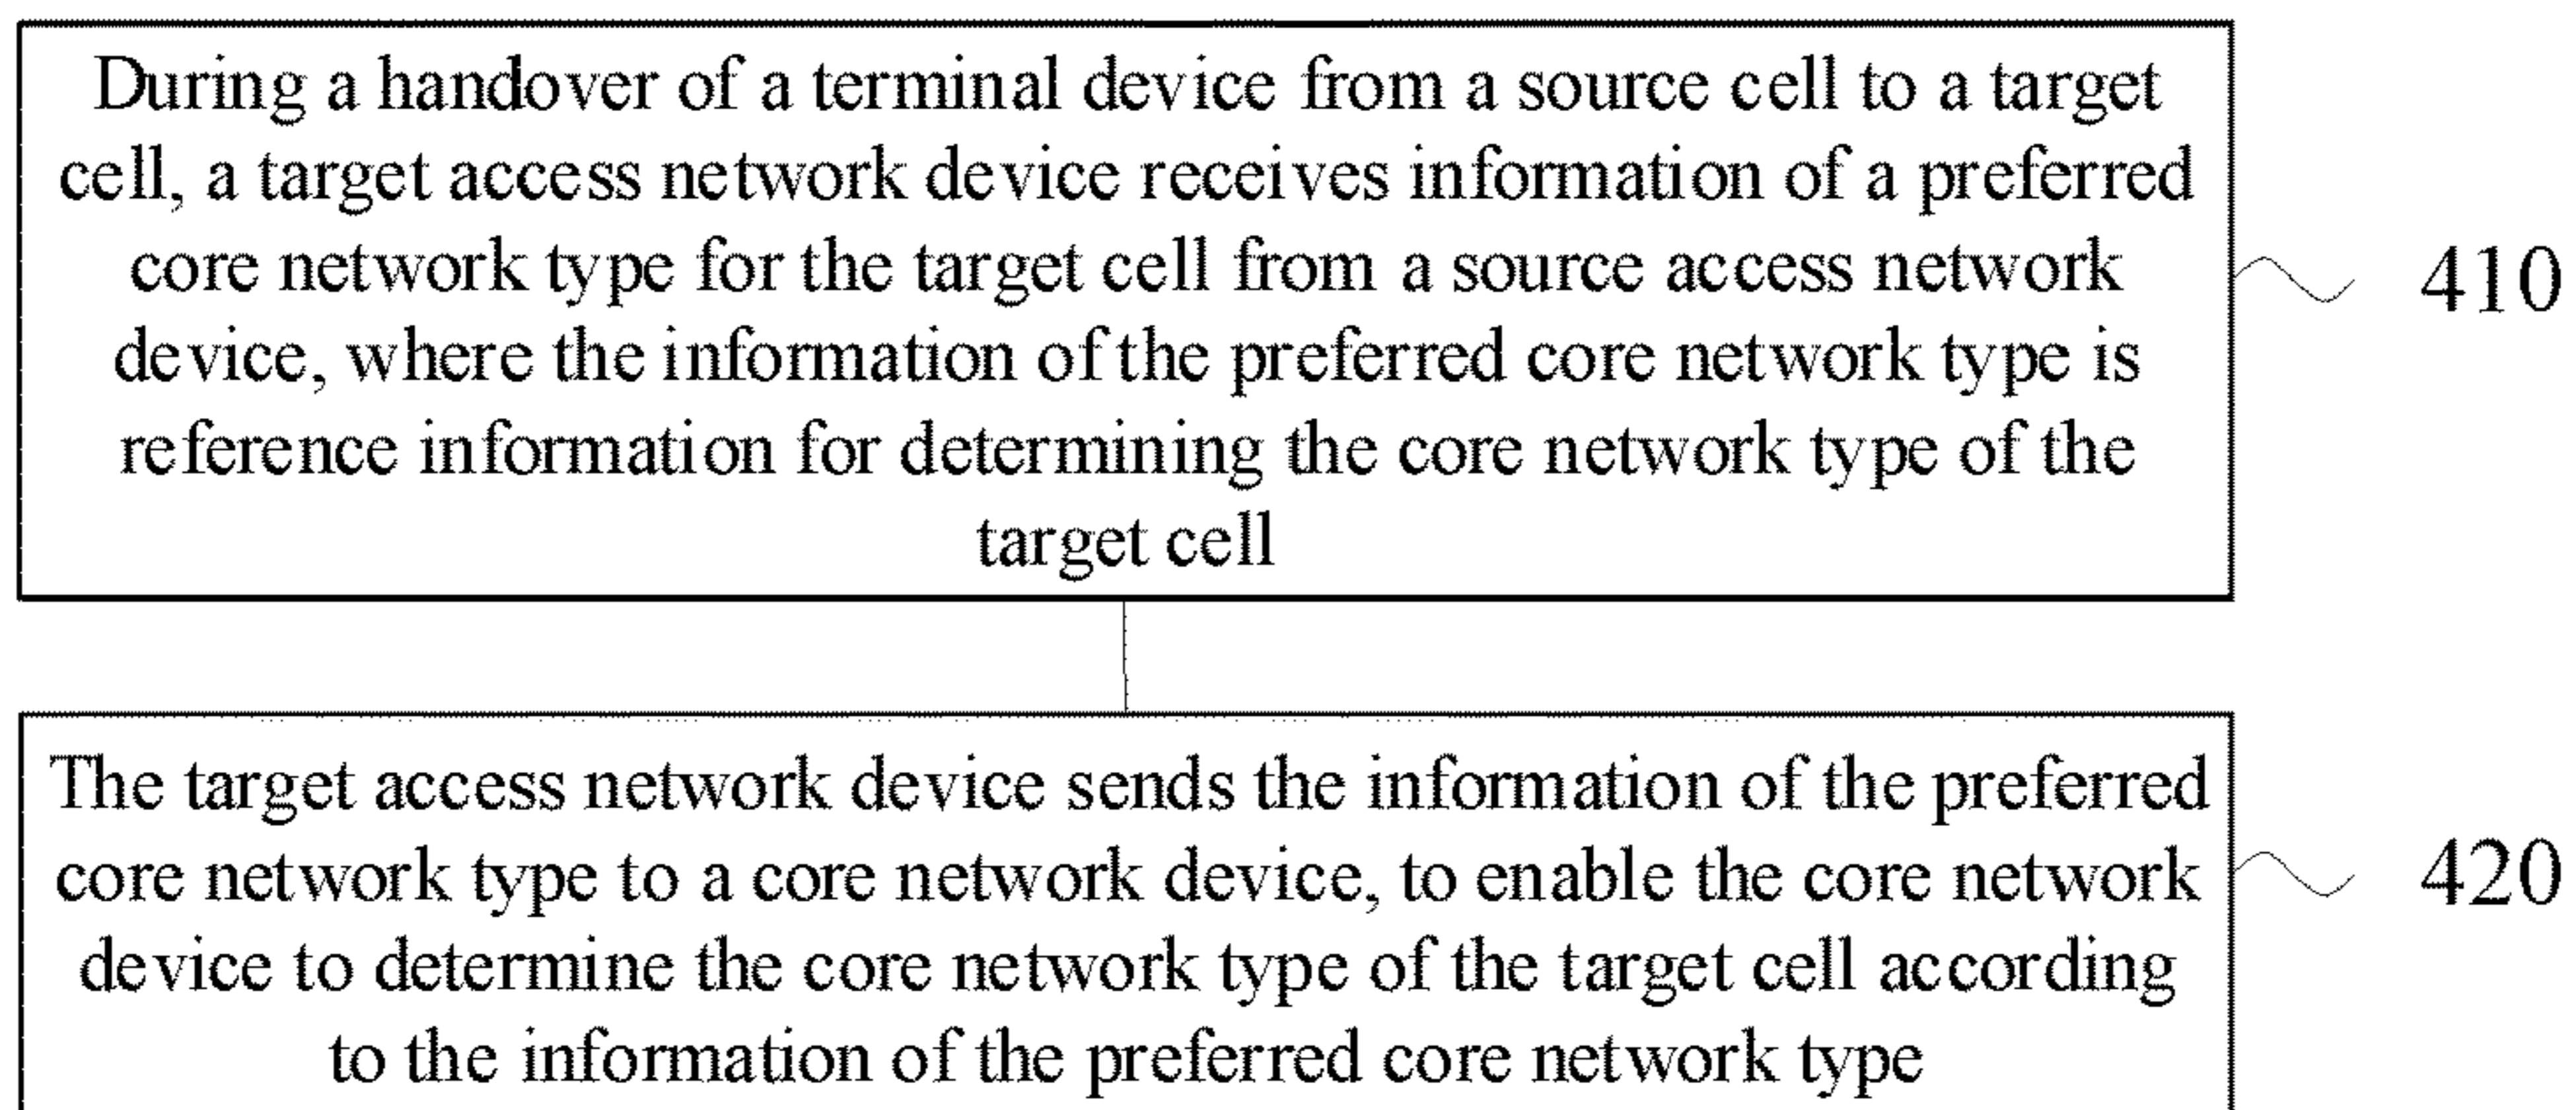 During a handover of a terminal device from a source cell to a target
cell, a target access network device receives information of a preferred
core network type for the target cell from a source access network
device, where the information of the preferred core network type is
reference information for determining the core network type of the
target cell
410
The target access network device sends the information of the preferred
core network type to a core network device, to enable the core network
device to determine the core network type of the target cell according
to the information of the preferred core network type
420